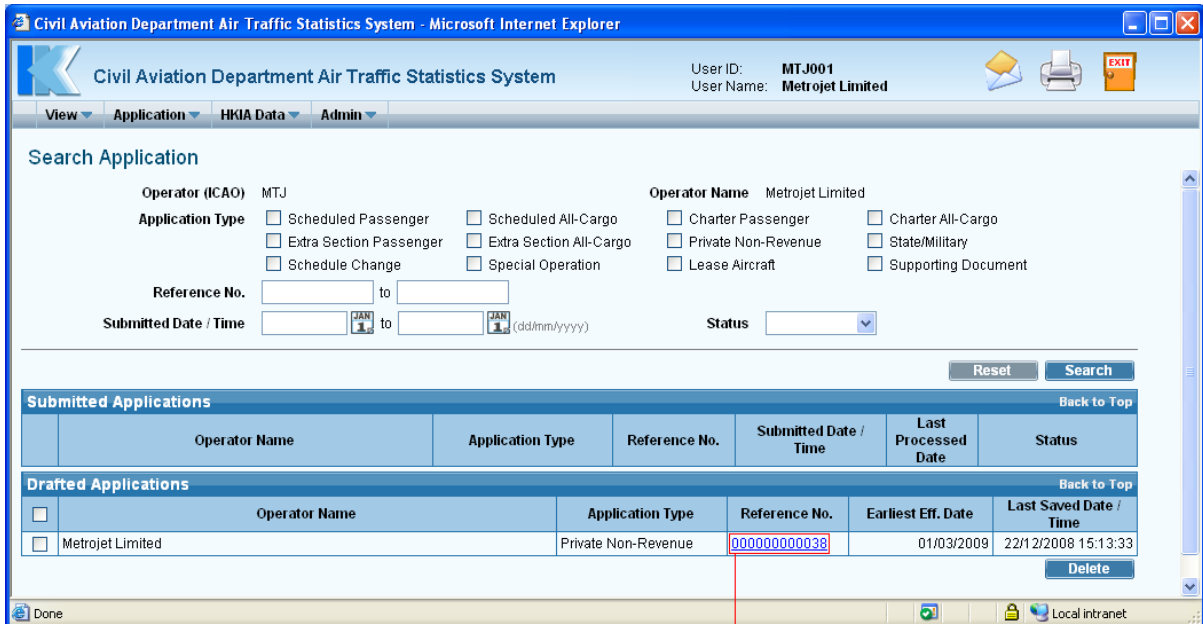 Civil Aviation Department Air Traffic Statistics System - Microsoft Internet Explorer
Civil Aviation Department Air Traffic Statistics System
User ID: MTJ001
User Name: Metrojet Limited
EXIT
View Application HKIA Data Admin
Search Application
Operator (ICAO) MTJ Operator Name Metrojet Limited
Application Type Scheduled Passenger Scheduled All-Cargo Charter Passenger Charter All-Cargo
Extra Section Passenger Extra Section All-Cargo Private Non-Revenue State/Military
Schedule Change Special Operation Lease Aircraft Supporting Document
Reference No. to
Submitted Date / Time JAN 1 to JAN 1 (dd/mm/yyyy) Status
Reset Search
Submitted Applications Back to Top
Operator Name Application Type Reference No. Submitted Date / Time Last Processed Date Status
Drafted Applications Back to Top
Operator Name Application Type Reference No. Earliest Eff. Date Last Saved Date / Time
Metrojet Limited Private Non-Revenue 000000000038 01/03/2009 22/12/2008 15:13:33
Delete
Done Local intranet